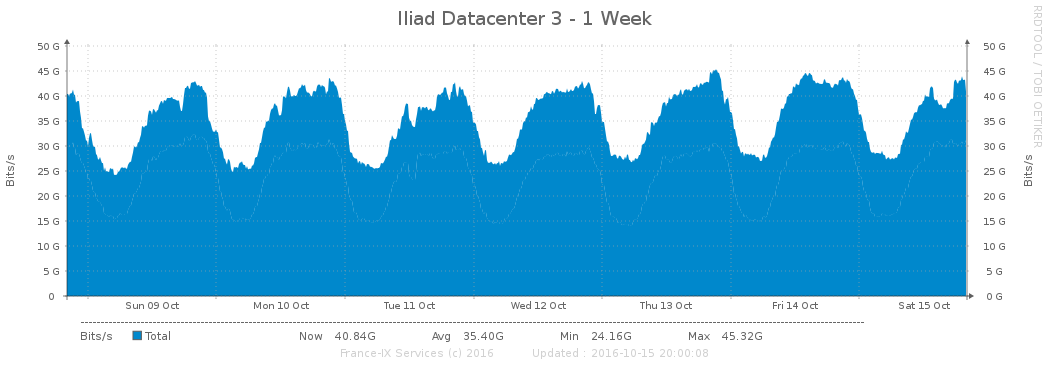 Iliad Datacenter 3 - 1 Week
RRDTOOL / TOBI OETIKER
Bits/s
50 G
45 G
40 G
35 G
30 G
25 G
20 G
15 G
10 G
5 G
0
50 G
45 G
40 G
35 G
30 G
25 G
20 G
15 G
10 G
5 G
0 G
Bits/s
Sun 09 Oct Mon 10 Oct Tue 11 Oct Wed 12 Oct Thu 13 Oct Fri 14 Oct Sat 15 Oct
Bits/s Total Now 40.84G Avg 35.40G Min 24.16G Max 45.32G
France-IX Services (c) 2016 Updated : 2016-10-15 20:00:08